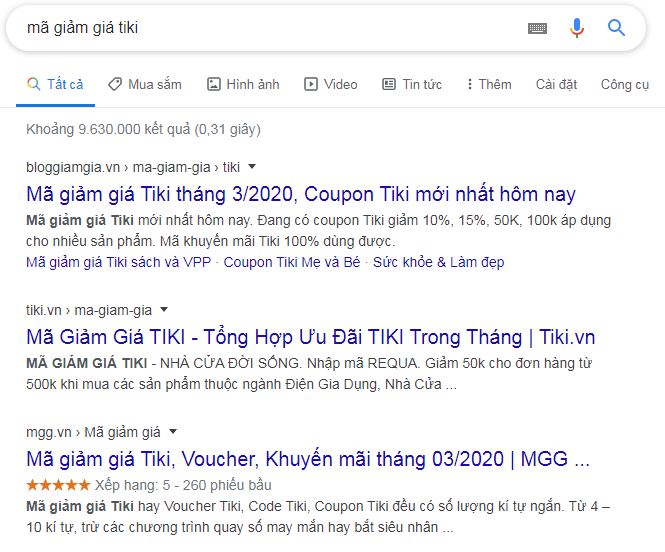 mã giảm giá tiki
Tất cả Mua sắm Hình ảnh Video Tin tức Thêm Cài đặt Công cụ
Khoảng 9.630.000 kết quả (0,31 giây)
bloggiamgia.vn › ma-giam-gia › tiki
Mã giảm giá Tiki tháng 3/2020, Coupon Tiki mới nhất hôm nay
Mã giảm giá Tiki mới nhất hôm nay. Đang có coupon Tiki giảm 10%, 15%, 50K, 100k áp dụng
cho nhiều sản phẩm. Mã khuyến mãi Tiki 100% dùng được.
Mã giảm giá Tiki sách và VPP · Coupon Tiki Mẹ và Bé · Sức khỏe & Làm đẹp
tiki.vn › ma-giam-gia
Mã Giảm Giá TIKI - Tổng Hợp Ưu Đãi TIKI Trong Tháng | Tiki.vn
MÃ GIẢM GIÁ TIKI - NHÀ CỬA ĐỜI SỐNG. Nhập mã REQUA. Giảm 50k cho đơn hàng từ
500k khi mua các sản phẩm thuộc ngành Điện Gia Dụng, Nhà Cửa ...
mgg.vn › Mã giảm giá
Mã giảm giá Tiki, Voucher, Khuyến mãi tháng 03/2020 | MGG ...
Xếp hạng: 5 - 260 phiếu bầu
Mã giảm giá Tiki hay Voucher Tiki, Code Tiki, Coupon Tiki đều có số lượng kí tự ngắn. Từ 4 –
10 kí tự, trừ các chương trình quay số may mắn hay bắt siêu nhân ...